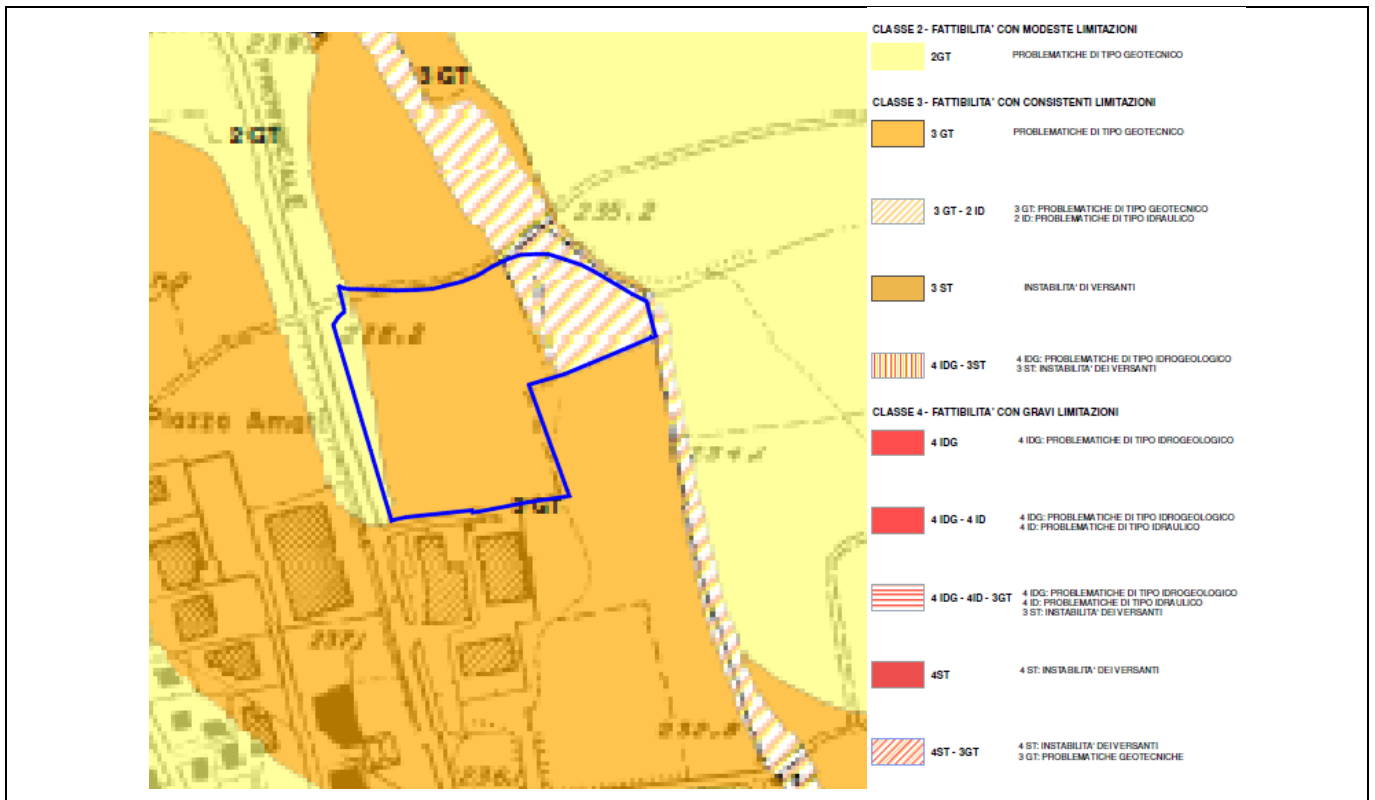 3 GT
2 GT
235.2
Piazzo
3 GT
CLASSE 2 - FATTIBILITA' CON MODESTE LIMITAZIONI
2GT PROBLEMATICHE DI TIPO GEOTECNICO
CLASSE 3 - FATTIBILITA' CON CONSISTENTI LIMITAZIONI
3 GT PROBLEMATICHE DI TIPO GEOTECNICO
3 GT - 2 ID 3 GT: PROBLEMATICHE DI TIPO GEOTECNICO
2 ID: PROBLEMATICHE DI TIPO IDRAULICO
3 ST INSTABILITA' DI VERSANTI
4 IDG - 3ST 4 IDG: PROBLEMATICHE DI TIPO IDROGEOLOGICO
3 ST: INSTABILITA' DEI VERSANTI
CLASSE 4 - FATTIBILITA' CON GRAVI LIMITAZIONI
4 IDG 4 IDG: PROBLEMATICHE DI TIPO IDROGEOLOGICO
4 IDG - 4 ID 4 IDG: PROBLEMATICHE DI TIPO IDROGEOLOGICO
4 ID: PROBLEMATICHE DI TIPO IDRAULICO
4 IDG - 4ID - 3GT 4 IDG: PROBLEMATICHE DI TIPO IDROGEOLOGICO
4 ID: PROBLEMATICHE DI TIPO IDRAULICO
3 ST: INSTABILITA' DEI VERSANTI
4ST 4 ST: INSTABILITA' DEI VERSANTI
4ST - 3GT 4 ST: INSTABILITA' DEI VERSANTI
3 GT: PROBLEMATICHE GEOTECNICHE